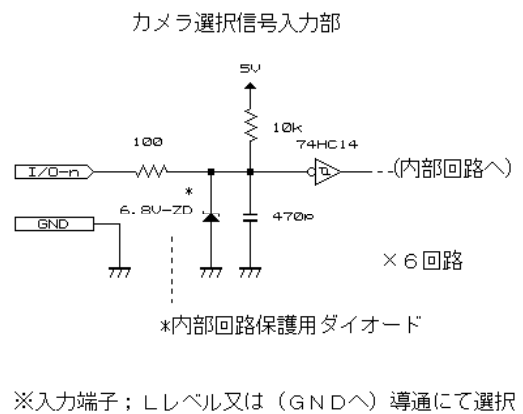 カメラ選択信号入力部
5V
10k
100
74HC14
I/O-n
(内部回路へ)
*
6.8V-ZD
470p
GND
×6回路
*内部回路保護用ダイオード
※入力端子；Lレベル又は（GNDへ）導通にて選択